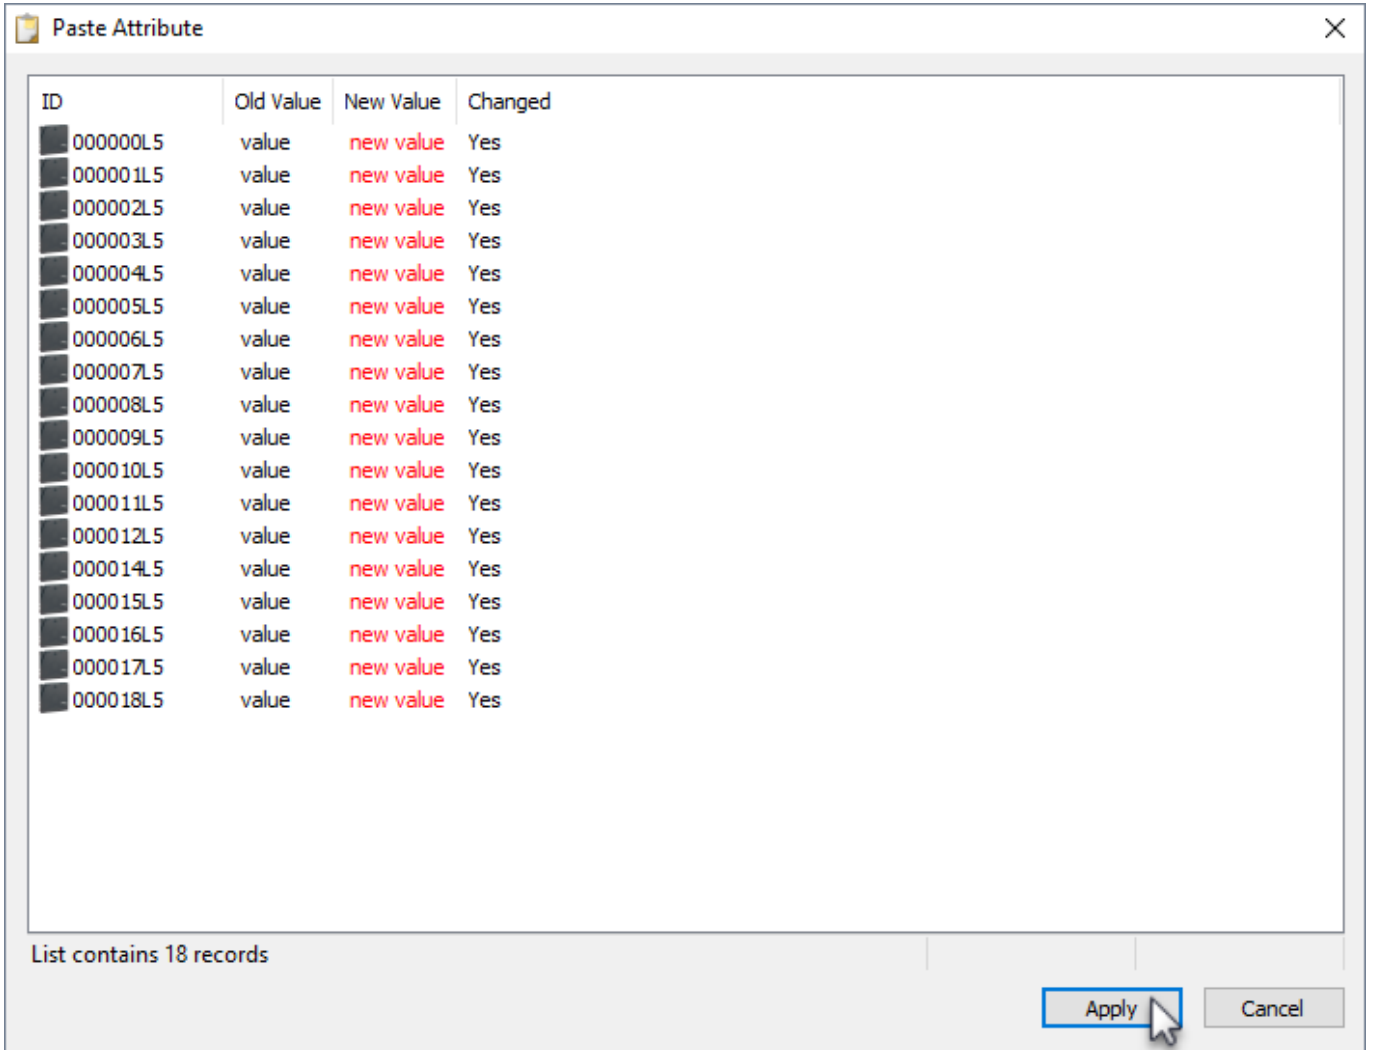 Paste Attribute
ID Old Value New Value Changed
000000L5 value new value Yes
000001L5 value new value Yes
000002L5 value new value Yes
000003L5 value new value Yes
000004L5 value new value Yes
000005L5 value new value Yes
000006L5 value new value Yes
000007L5 value new value Yes
000008L5 value new value Yes
000009L5 value new value Yes
000010L5 value new value Yes
000011L5 value new value Yes
000012L5 value new value Yes
000014L5 value new value Yes
000015L5 value new value Yes
000016L5 value new value Yes
000017L5 value new value Yes
000018L5 value new value Yes
List contains 18 records
Apply Cancel